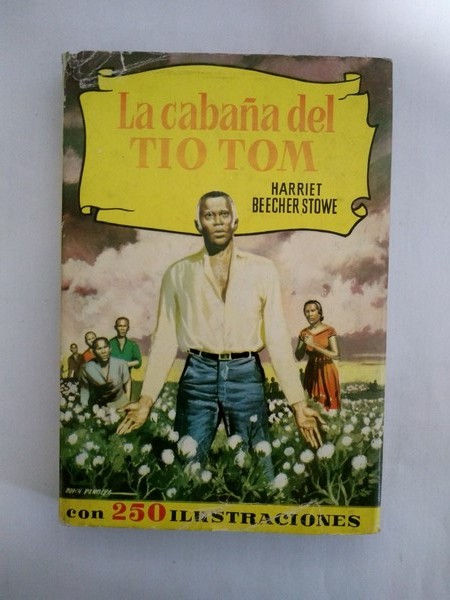 La cabaña del
TIO TOM
HARRIET
BEECHER STOWE
con 250 ILUSTRACIONES